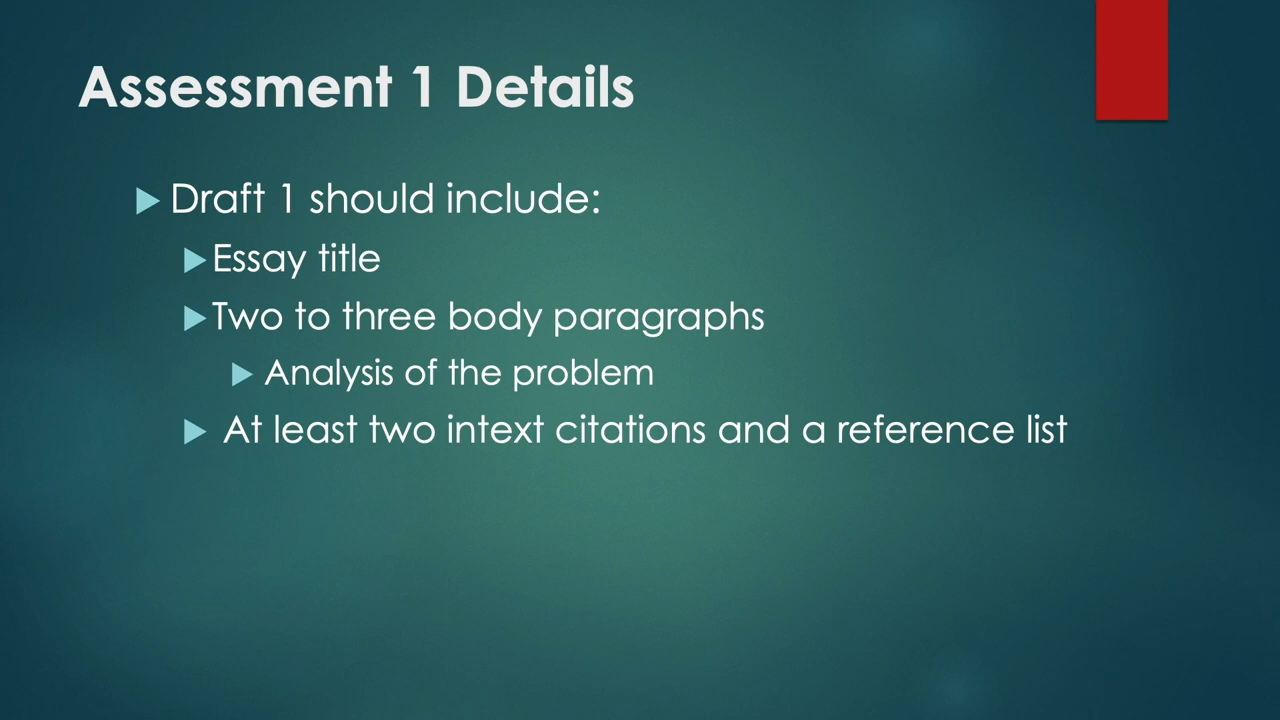 Assessment 1 Details
Draft 1 should include:
Essay title
Two to three body paragraphs
Analysis of the problem
At least two intext citations and a reference list